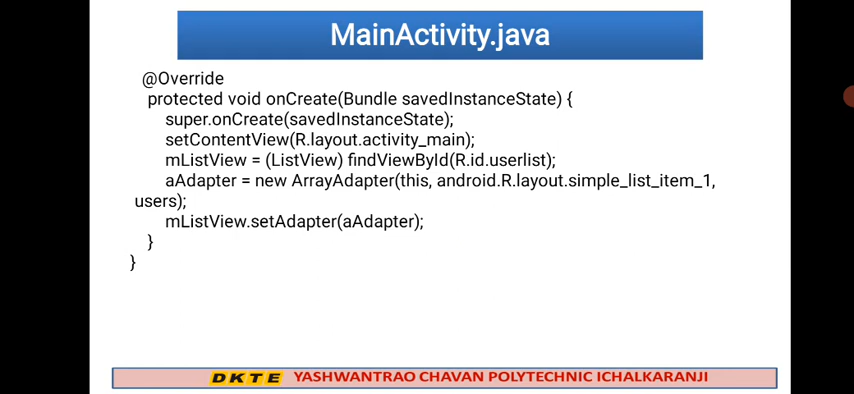 MainActivity.java
@Override
protected void onCreate(Bundle savedInstanceState) {
super.onCreate(savedInstanceState);
setContentView(R.layout.activity_main);
mListView = (ListView) findViewById(R.id.userlist);
aAdapter = new ArrayAdapter(this, android.R.layout.simple_list_item_1,
users);
mListView.setAdapter(aAdapter);
}
}
DKTE YASHWANTRAO CHAVAN POLYTECHNIC ICHALKARANJI